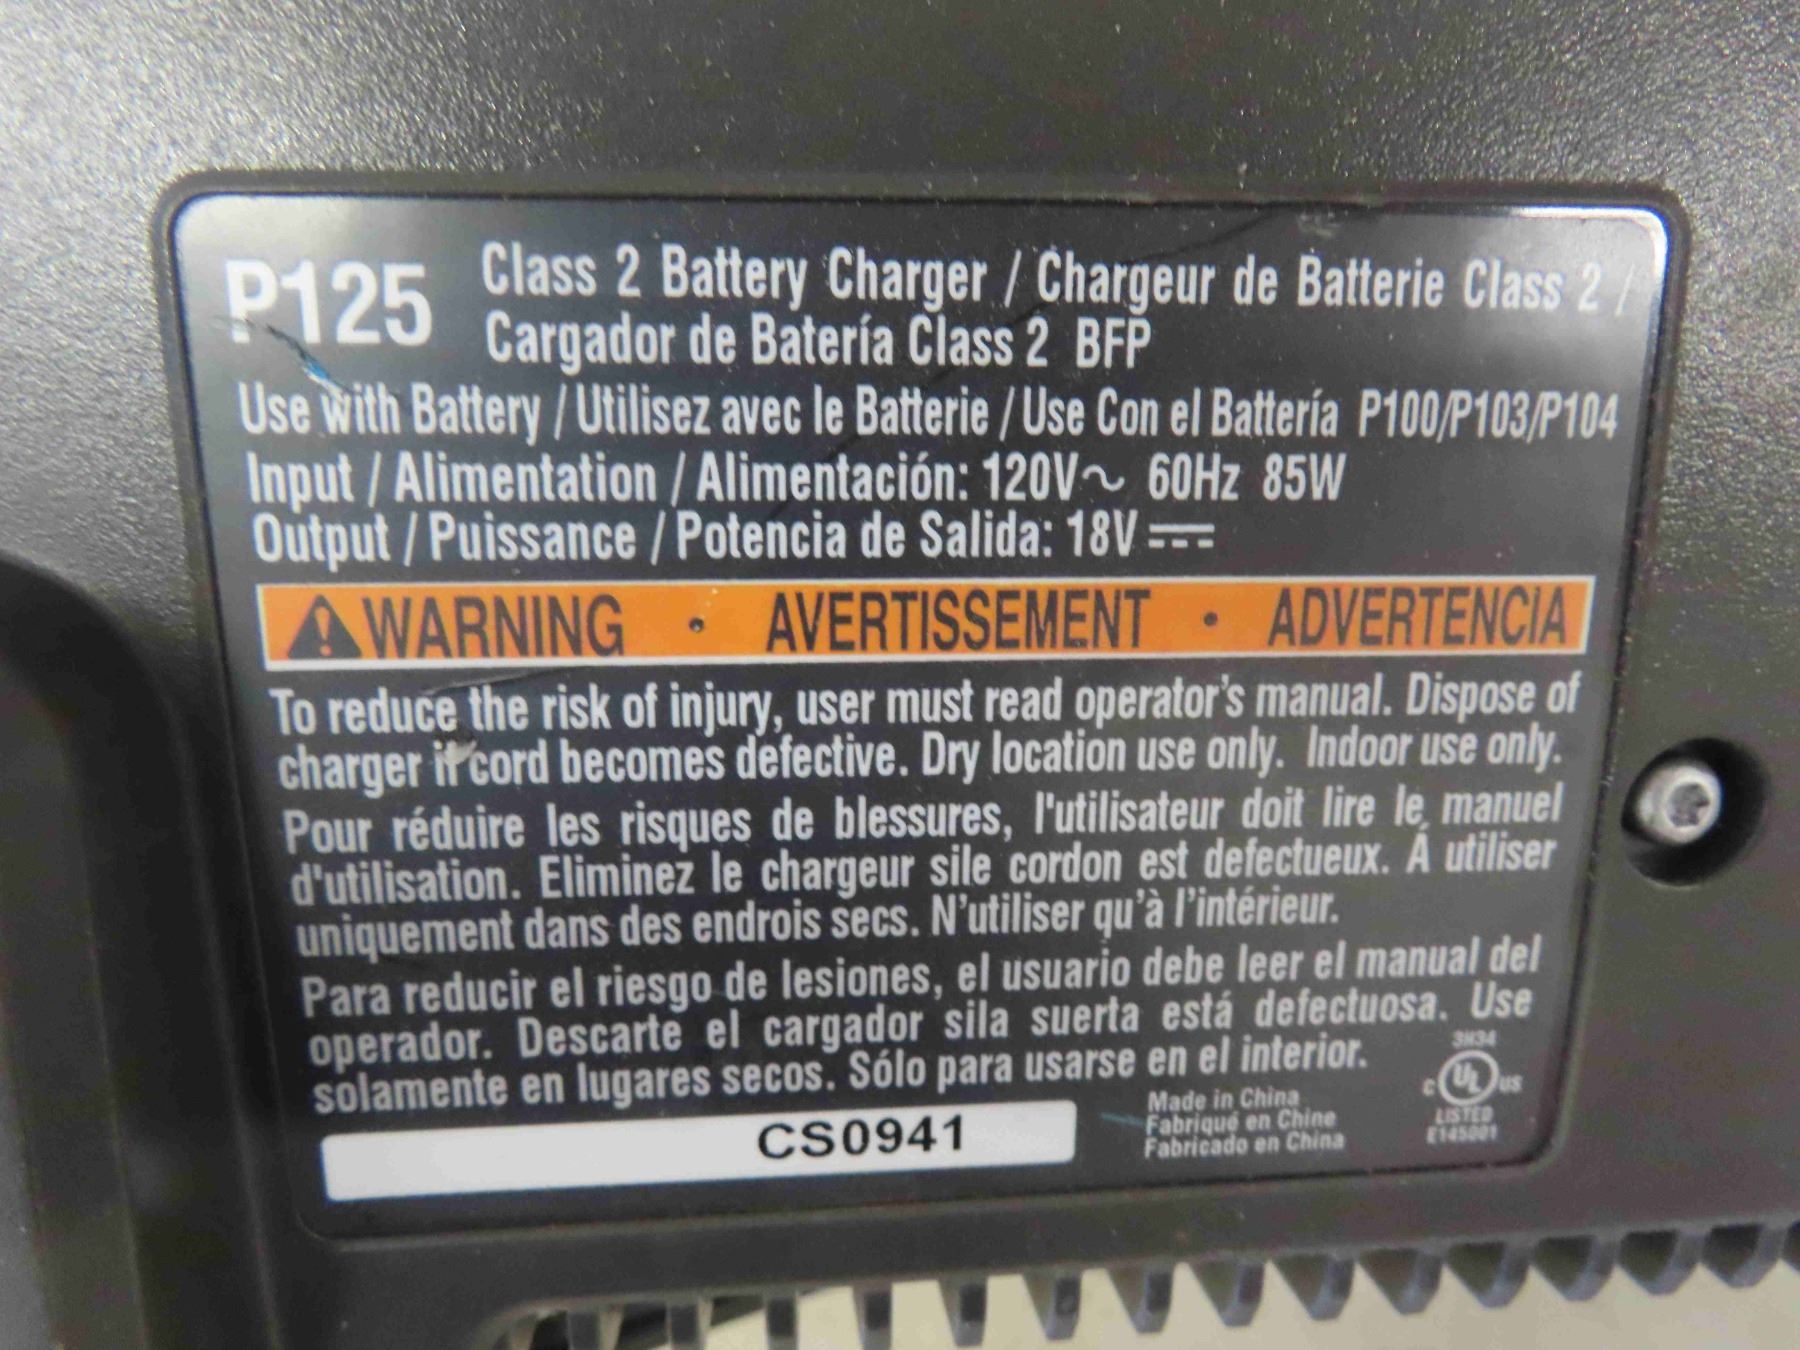 P125 Class 2 Battery Charger / Chargeur de Batterie Class 2 /
Cargador de Batería Class 2 BFP
Use with Battery / Utilisez avec le Batterie / Use Con el Battería P100/P103/P104
Input / Alimentation / Alimentación: 120V~ 60Hz 85W
Output / Puissance / Potencia de Salida: 18V ⎓
WARNING • AVERTISSEMENT • ADVERTENCIA
To reduce the risk of injury, user must read operator's manual. Dispose of
charger if cord becomes defective. Dry location use only. Indoor use only.
Pour réduire les risques de blessures, l'utilisateur doit lire le manuel
d'utilisation. Eliminez le chargeur sile cordon est defectueux. Á utiliser
uniquement dans des endrois secs. N'utiliser qu'à l'intérieur.
Para reducir el riesgo de lesiones, el usuario debe leer el manual del
operador. Descarte el cargador sila suerta está defectuosa. Use
solamente en lugares secos. Sólo para usarse en el interior.
CS0941
Made in China
Fabriqué en Chine
Fabricado en China
3H34
C UL US
LISTED
E145001